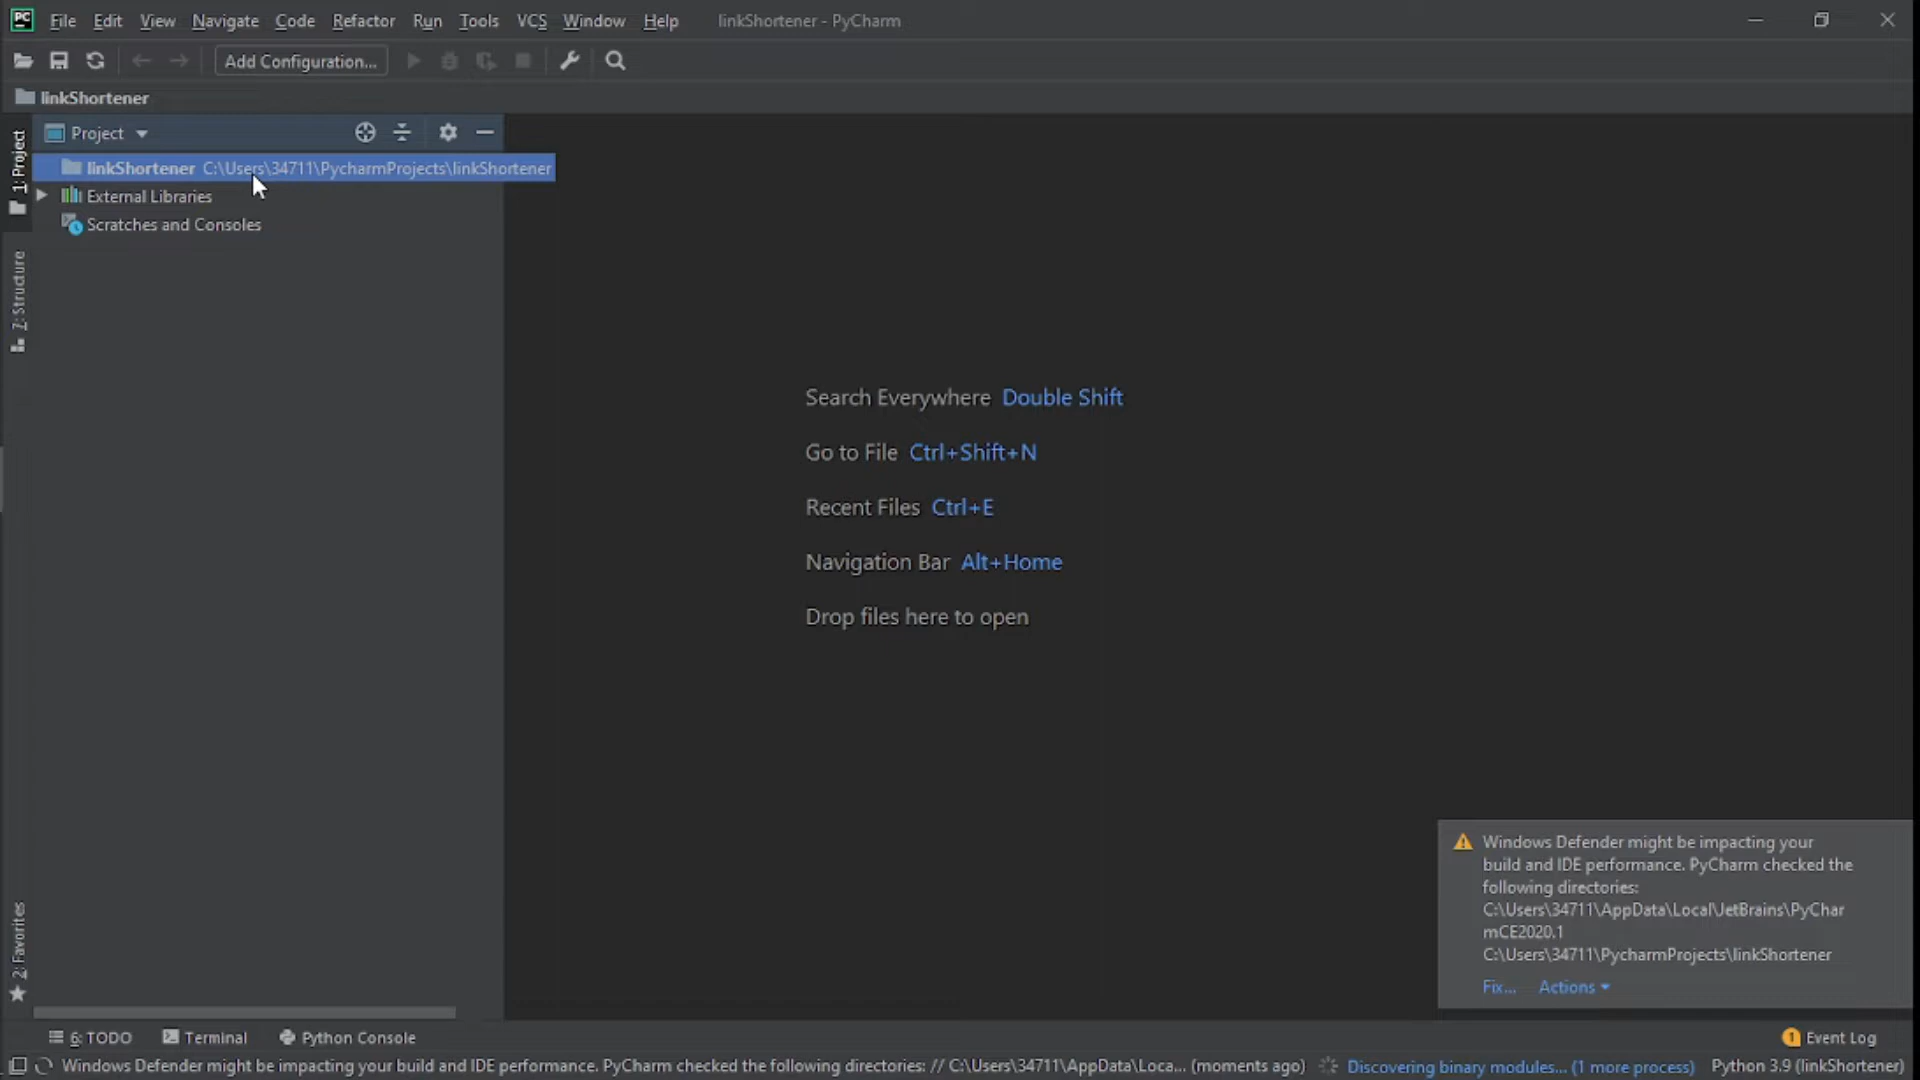 PC File Edit View Navigate Code Refactor Run Tools VCS Window Help linkShortener - PyCharm
Add Configuration...
linkShortener
Project
linkShortener C:\Users\34711\PycharmProjects\linkShortener
External Libraries
Scratches and Consoles
1: Project
7: Structure
2: Favorites
Search Everywhere Double Shift
Go to File Ctrl+Shift+N
Recent Files Ctrl+E
Navigation Bar Alt+Home
Drop files here to open
Windows Defender might be impacting your
build and IDE performance. PyCharm checked the
following directories:
C:\Users\34711\AppData\Local\JetBrains\PyChar
mCE2020.1
C:\Users\34711\PycharmProjects\linkShortener
Fix... Actions
6: TODO Terminal Python Console 1 Event Log
Windows Defender might be impacting your build and IDE performance. PyCharm checked the following directories: // C:\Users\34711\AppData\Loca... (moments ago) Discovering binary modules... (1 more process) Python 3.9 (linkShortener)